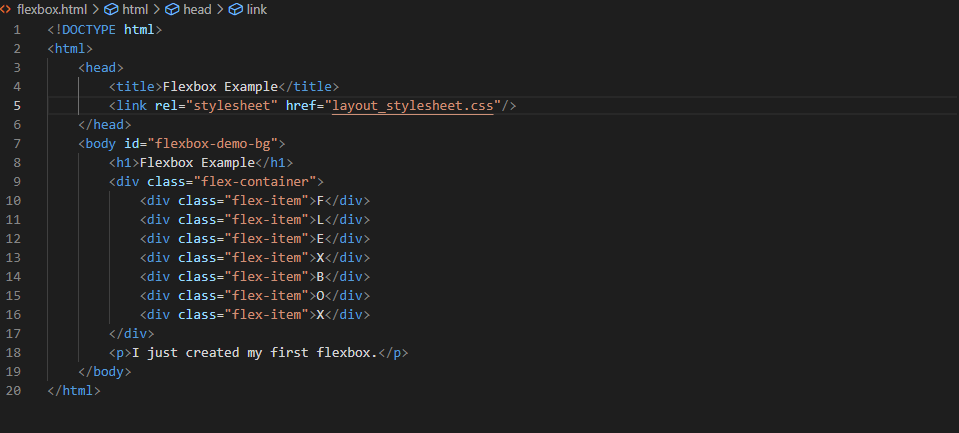 <> flexbox.html > html > head > link
1 <!DOCTYPE html>
2 <html>
3 <head>
4 <title>Flexbox Example</title>
5 <link rel="stylesheet" href="layout_stylesheet.css"/>
6 </head>
7 <body id="flexbox-demo-bg">
8 <h1>Flexbox Example</h1>
9 <div class="flex-container">
10 <div class="flex-item">F</div>
11 <div class="flex-item">L</div>
12 <div class="flex-item">E</div>
13 <div class="flex-item">X</div>
14 <div class="flex-item">B</div>
15 <div class="flex-item">O</div>
16 <div class="flex-item">X</div>
17 </div>
18 <p>I just created my first flexbox.</p>
19 </body>
20 </html>